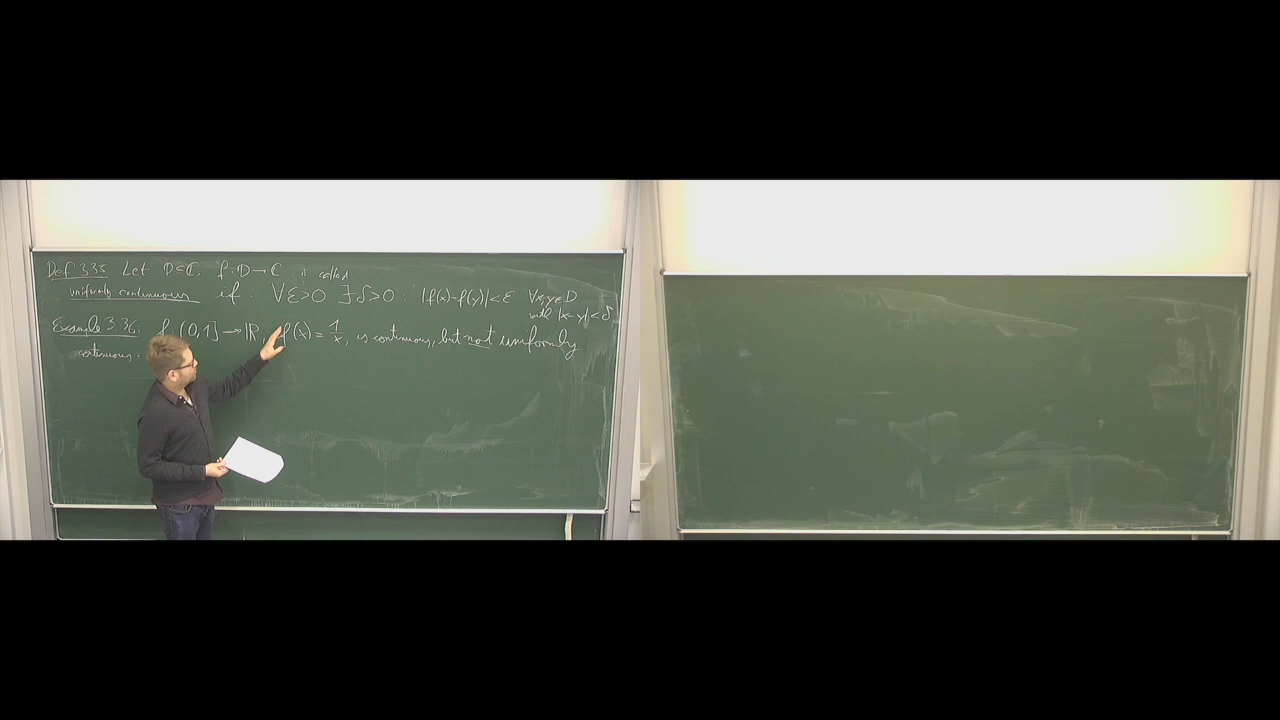 Def 3.35 Let D⊂ℂ. f: D→ℂ is called
uniformly continuous if: ∀ε>0 ∃δ>0 : |f(x)-f(y)|<ε ∀x,y∈D
with |x-y|<δ
Example 3.36: f: (0,1] → ℝ, f(x) = 1/x, is continuous, but not uniformly
continuous: